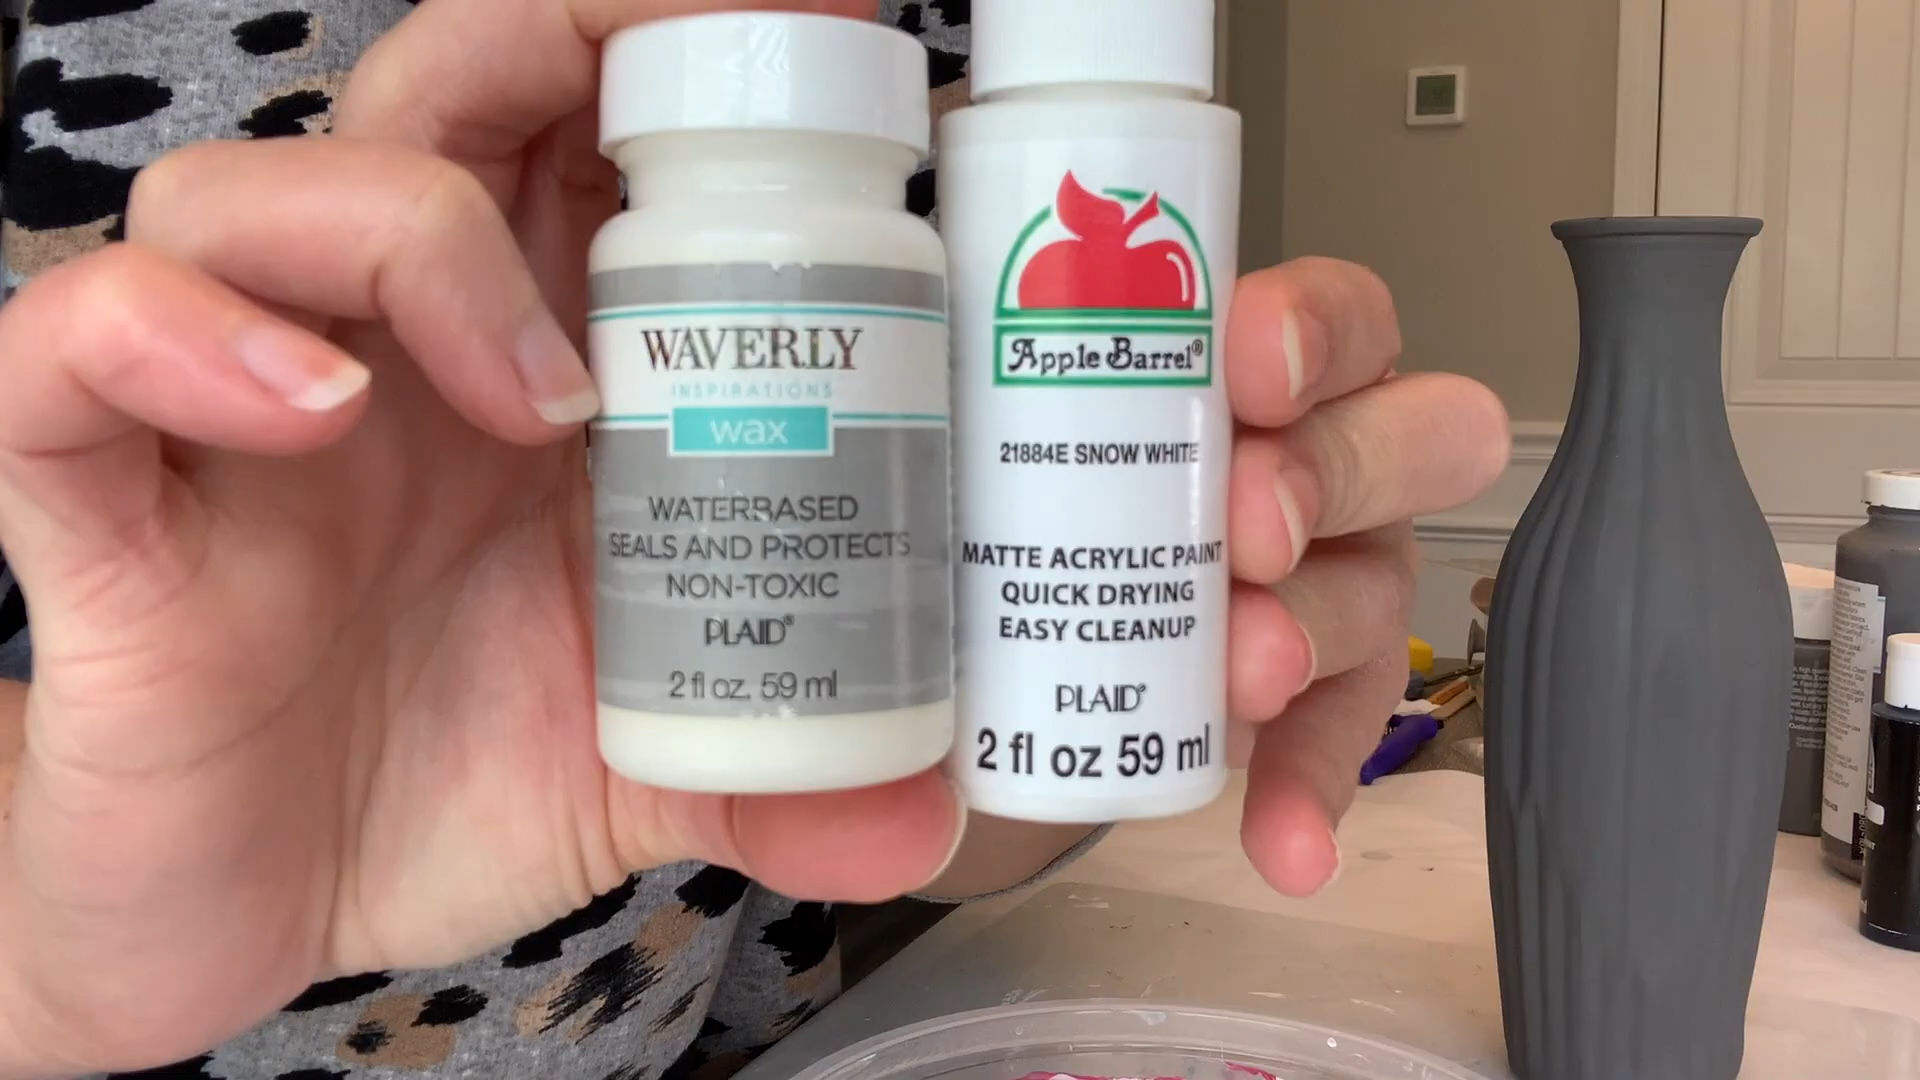 WAVERLY
INSPIRATIONS
wax
WATERBASED
SEALS AND PROTECTS
NON-TOXIC
PLAID®
2 fl oz. 59 ml
Apple Barrel®
21884E SNOW WHITE
MATTE ACRYLIC PAINT
QUICK DRYING
EASY CLEANUP
PLAID®
2 fl oz 59 ml